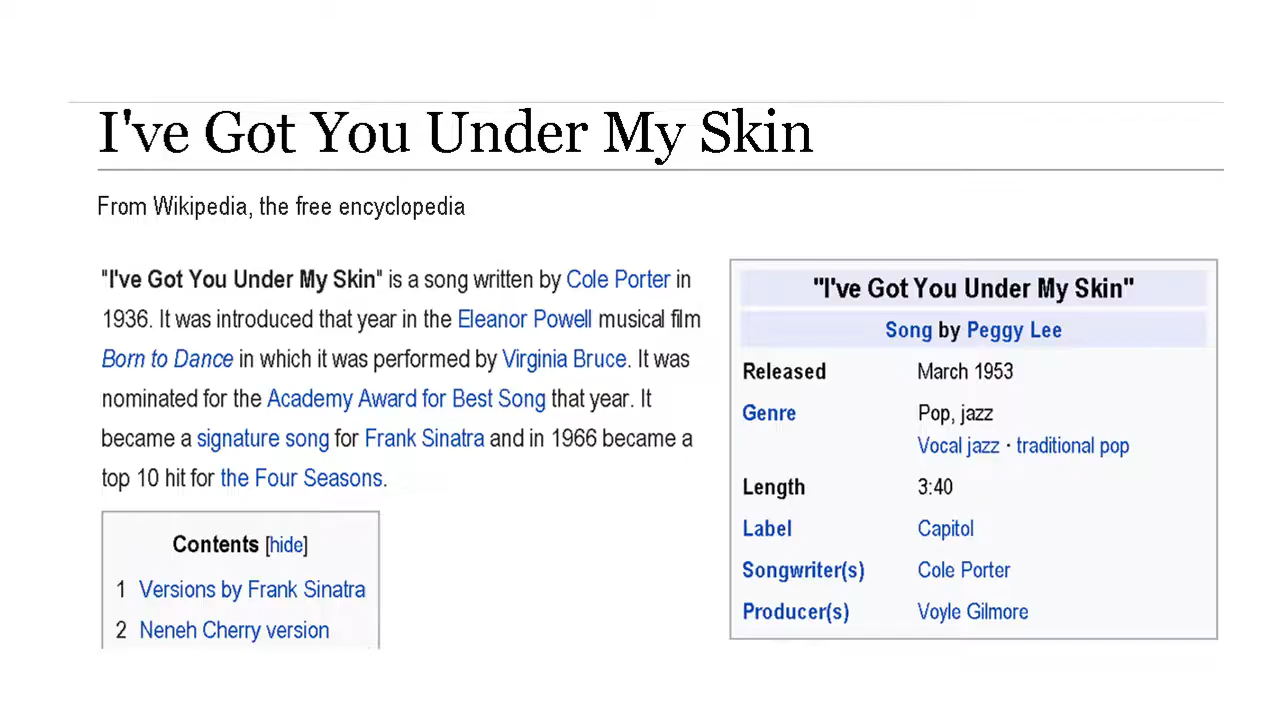 I've Got You Under My Skin
From Wikipedia, the free encyclopedia
"I've Got You Under My Skin" is a song written by Cole Porter in
1936. It was introduced that year in the Eleanor Powell musical film
Born to Dance in which it was performed by Virginia Bruce. It was
nominated for the Academy Award for Best Song that year. It
became a signature song for Frank Sinatra and in 1966 became a
top 10 hit for the Four Seasons.
Contents [hide]
1 Versions by Frank Sinatra
2 Neneh Cherry version
"I've Got You Under My Skin"
Song by Peggy Lee
Released March 1953
Genre Pop, jazz
Vocal jazz · traditional pop
Length 3:40
Label Capitol
Songwriter(s) Cole Porter
Producer(s) Voyle Gilmore